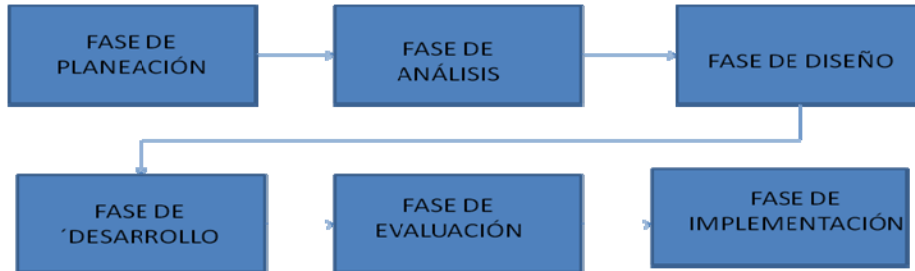 FASE DE
PLANEACIÓN
FASE DE
ANÁLISIS
FASE DE DISEÑO
FASE DE
´DESARROLLO
FASE DE
EVALUACIÓN
FASE DE
IMPLEMENTACIÓN